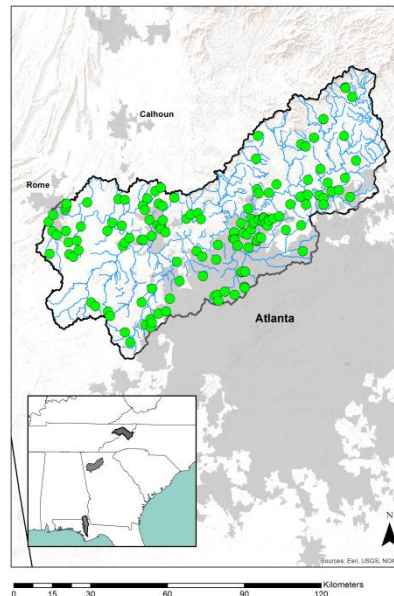 Calhoun
Rome
Atlanta
N
Sources: Esri, USGS, NOA
Kilometers
0 15 30 60 90 120